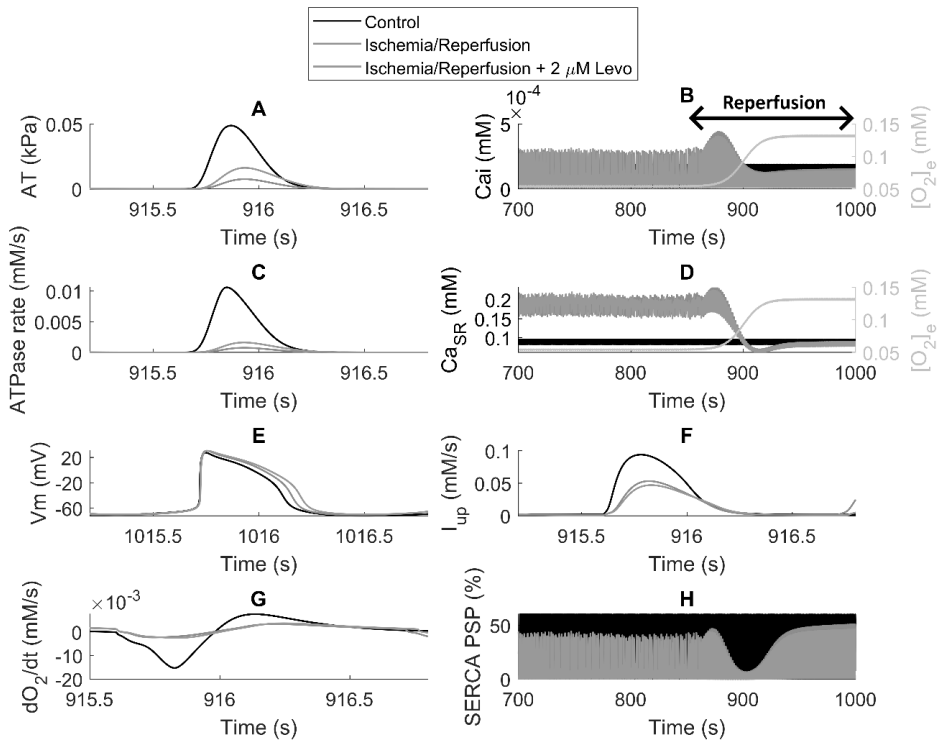 Control
Ischemia/Reperfusion
Ischemia/Reperfusion + 2 μM Levo
A
AT (kPa)
0.05
0
915.5
916
916.5
Time (s)
B
× 10⁻⁴
Reperfusion
Cai (mM)
5
0
[O₂]ₑ (mM)
0.15
0.1
0.05
700
800
900
1000
Time (s)
C
ATPase rate (mM/s)
0.01
0.005
0
915.5
916
916.5
Time (s)
D
Ca_SR (mM)
0.2
0.15
0.1
[O₂]ₑ (mM)
0.15
0.1
0.05
700
800
900
1000
Time (s)
E
Vm (mV)
20
-20
-60
1015.5
1016
1016.5
Time (s)
F
I_up (mM/s)
0.1
0.05
0
915.5
916
916.5
Time (s)
G
× 10⁻³
dO₂/dt (mM/s)
0
-10
-20
915.5
916
916.5
Time (s)
H
SERCA PSP (%)
50
0
700
800
900
1000
Time (s)